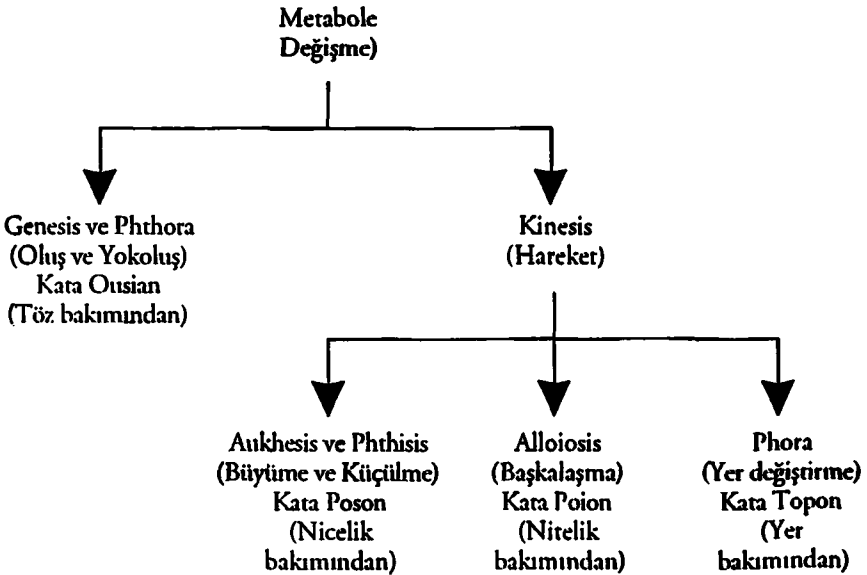 Metabole
Değişme)
Genesis ve Phthora
(Oluş ve Yokoluş)
Kata Ousian
(Töz bakımından)
Kinesis
(Hareket)
Aukhesis ve Phthisis
(Büyüme ve Küçülme)
Kata Poson
(Nicelik
bakımından)
Alloiosis
(Başkalaşma)
Kata Poion
(Nitelik
bakımından)
Phora
(Yer değiştirme)
Kata Topon
(Yer
bakımından)